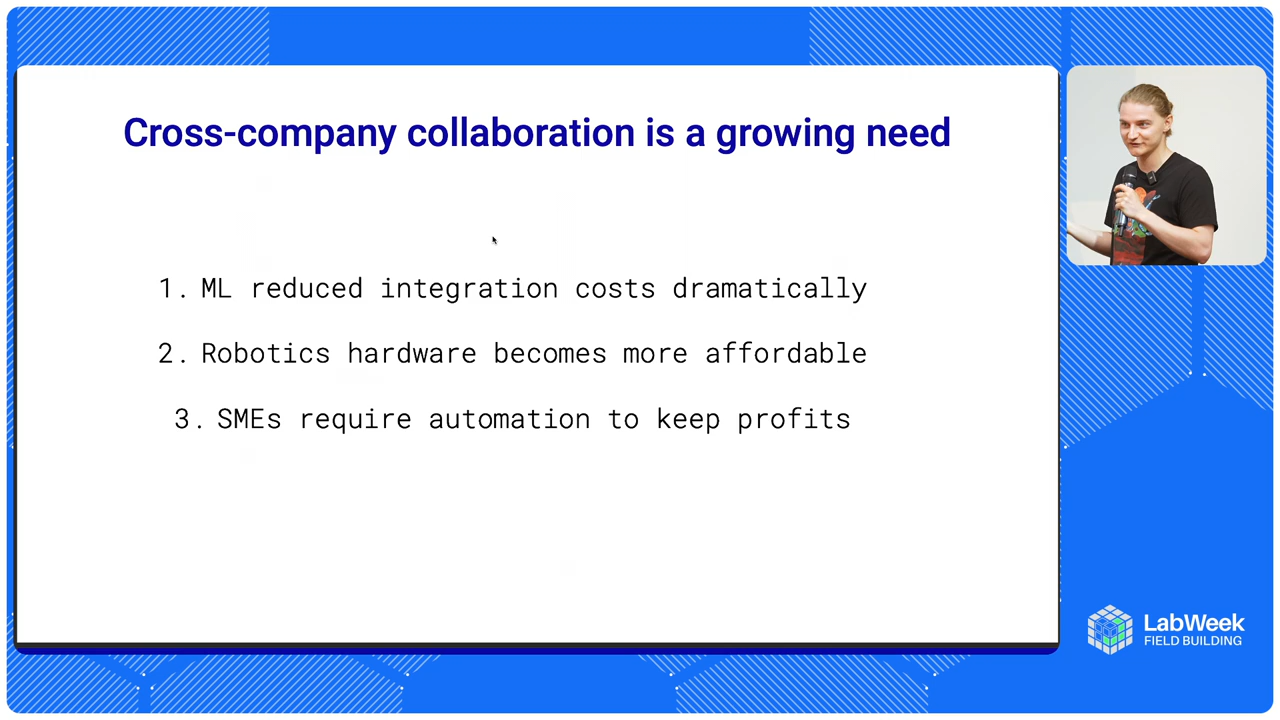 Cross-company collaboration is a growing need
1. ML reduced integration costs dramatically
2. Robotics hardware becomes more affordable
3. SMEs require automation to keep profits
LabWeek
FIELD BUILDING